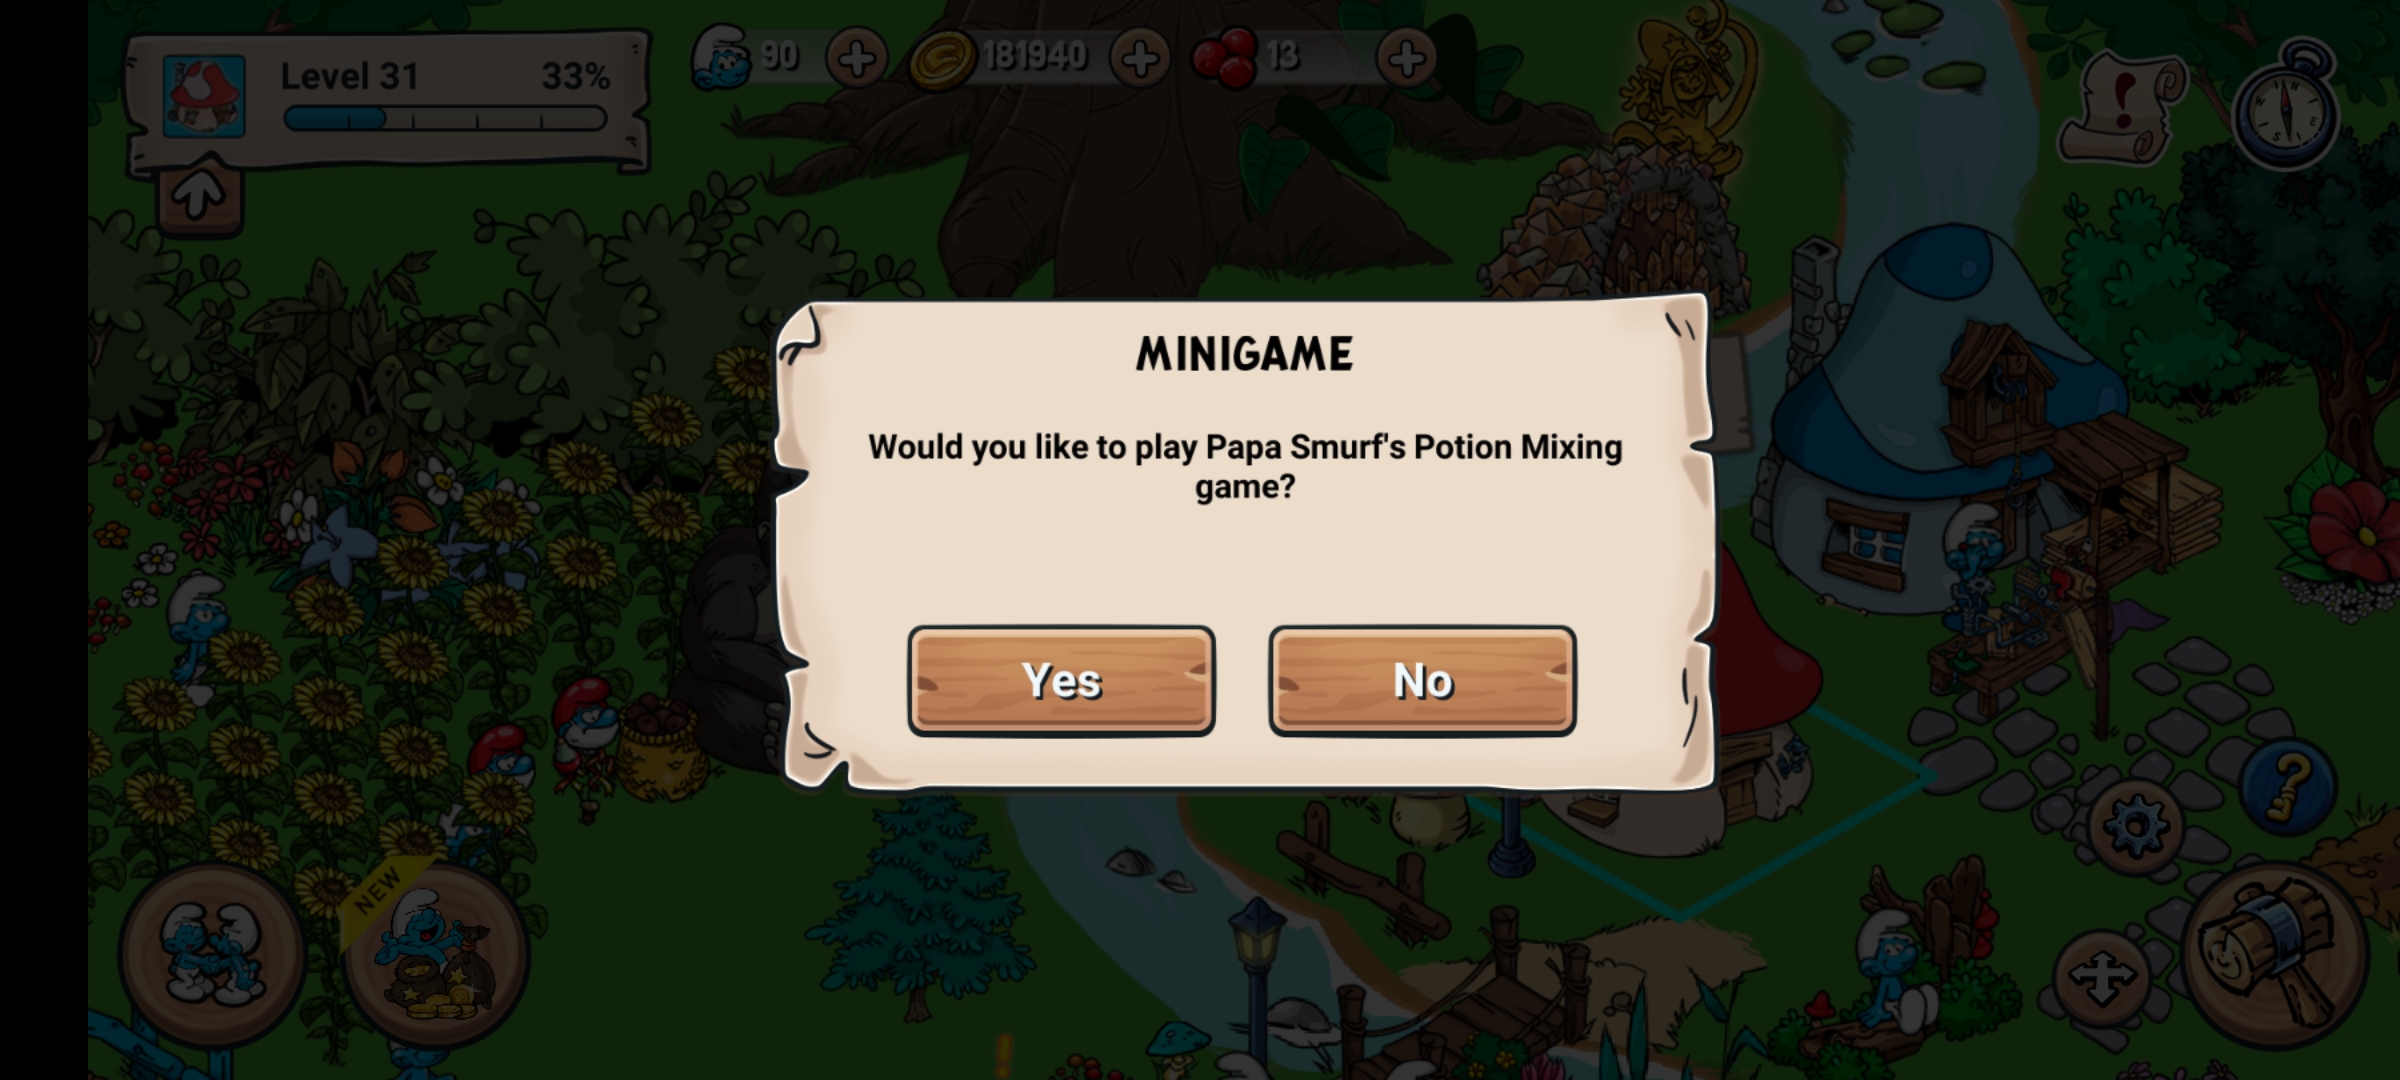 Level 31 33%
90 181940 13
MINIGAME
Would you like to play Papa Smurf's Potion Mixing
game?
Yes No
NEW